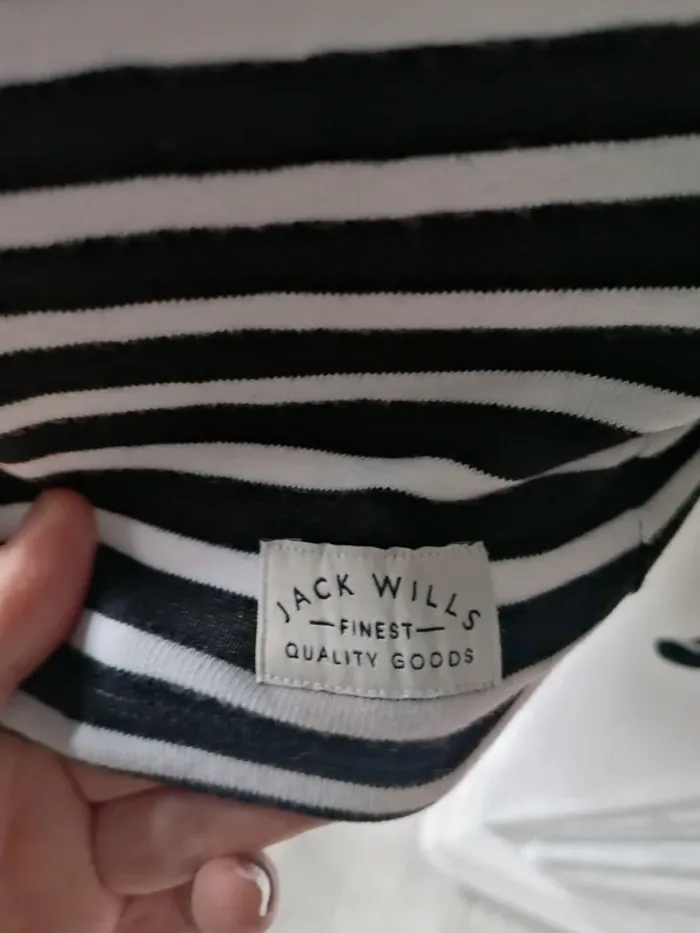 JACK WILLS
—FINEST—
QUALITY GOODS